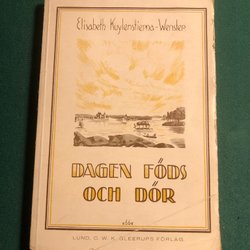 Elisabeth Kuylenstierna-Wenster
DAGEN FÖDS
OCH DÖR
LUND, C. W. K. GLEERUPS FÖRLAG